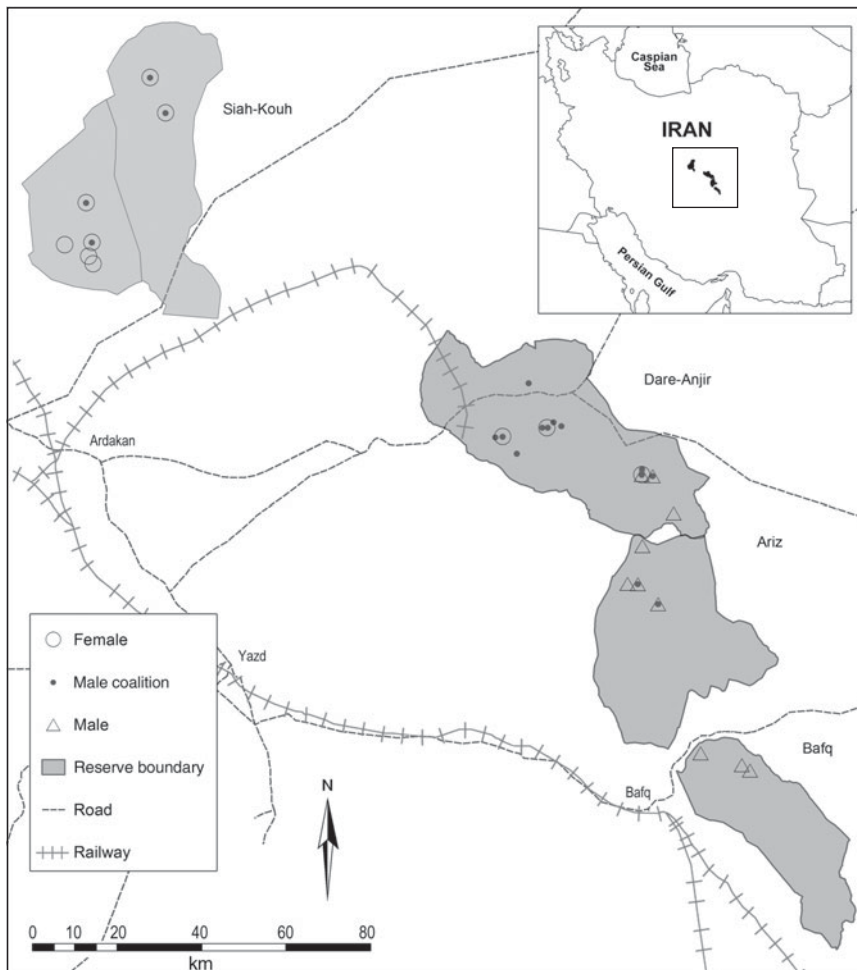 Caspian
Sea
IRAN
Persian Gulf
Siah-Kouh
Dare-Anjir
Ardakan
Ariz
Yazd
Bafq
Bafq
Female
Male coalition
Male
Reserve boundary
Road
Railway
N
0 20 40 60 80
km